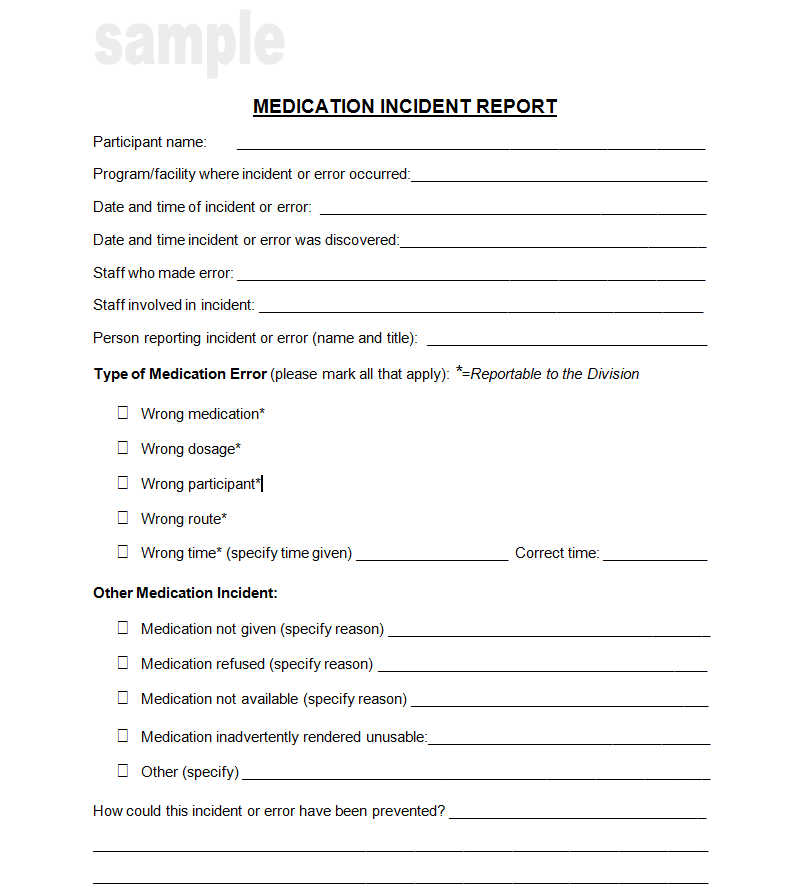 sample
MEDICATION INCIDENT REPORT
Participant name:
Program/facility where incident or error occurred:
Date and time of incident or error:
Date and time incident or error was discovered:
Staff who made error:
Staff involved in incident:
Person reporting incident or error (name and title):
Type of Medication Error (please mark all that apply): *=Reportable to the Division
Wrong medication*
Wrong dosage*
Wrong participant*
Wrong route*
Wrong time* (specify time given) Correct time:
Other Medication Incident:
Medication not given (specify reason)
Medication refused (specify reason)
Medication not available (specify reason)
Medication inadvertently rendered unusable:
Other (specify)
How could this incident or error have been prevented?